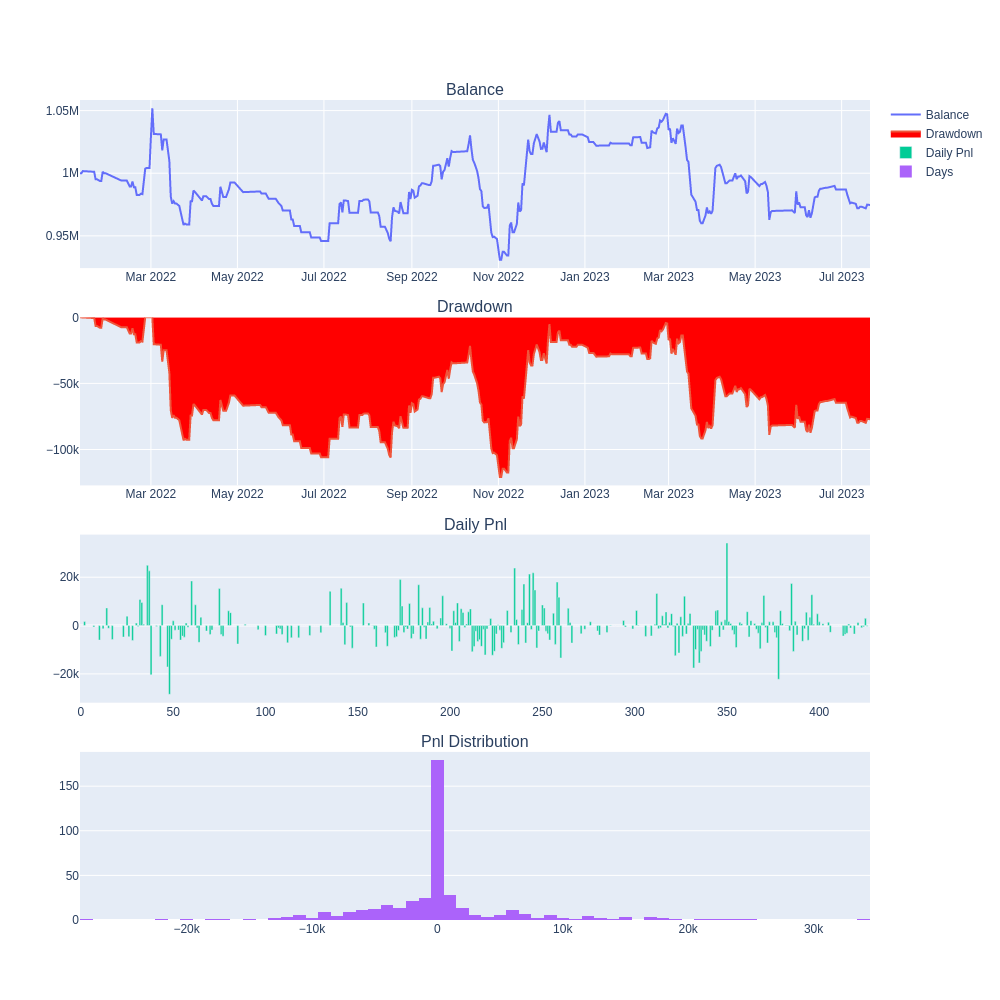 Balance
1.05M
1M
0.95M
Mar 2022 May 2022 Jul 2022 Sep 2022 Nov 2022 Jan 2023 Mar 2023 May 2023 Jul 2023
Balance
Drawdown
Daily Pnl
Days
Drawdown
0
−50k
−100k
Mar 2022 May 2022 Jul 2022 Sep 2022 Nov 2022 Jan 2023 Mar 2023 May 2023 Jul 2023
Daily Pnl
20k
0
−20k
0 50 100 150 200 250 300 350 400
Pnl Distribution
150
100
50
0
−20k −10k 0 10k 20k 30k